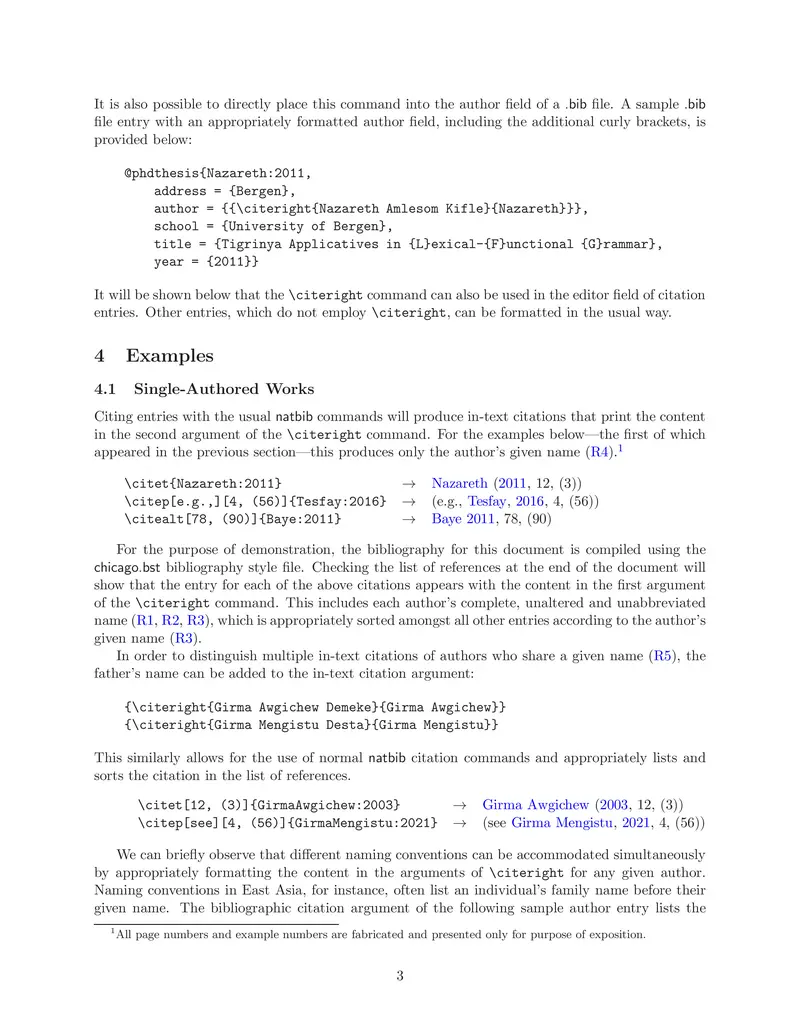 It is also possible to directly place this command into the author field of a .bib file. A sample .bib
file entry with an appropriately formatted author field, including the additional curly brackets, is
provided below:
@phdthesis{Nazareth:2011,
address = {Bergen},
author = {{\citeright{Nazareth Amlesom Kifle}{Nazareth}}},
school = {University of Bergen},
title = {Tigrinya Applicatives in {L}exical-{F}unctional {G}rammar},
year = {2011}}
It will be shown below that the \citeright command can also be used in the editor field of citation
entries. Other entries, which do not employ \citeright, can be formatted in the usual way.
4 Examples
4.1 Single-Authored Works
Citing entries with the usual natbib commands will produce in-text citations that print the content
in the second argument of the \citeright command. For the examples below—the first of which
appeared in the previous section—this produces only the author's given name (R4).1
\citet{Nazareth:2011} → Nazareth (2011, 12, (3))
\citep[e.g.,][4, (56)]{Tesfay:2016} → (e.g., Tesfay, 2016, 4, (56))
\citealt[78, (90)]{Baye:2011} → Baye 2011, 78, (90)
For the purpose of demonstration, the bibliography for this document is compiled using the
chicago.bst bibliography style file. Checking the list of references at the end of the document will
show that the entry for each of the above citations appears with the content in the first argument
of the \citeright command. This includes each author's complete, unaltered and unabbreviated
name (R1, R2, R3), which is appropriately sorted amongst all other entries according to the author's
given name (R3).
In order to distinguish multiple in-text citations of authors who share a given name (R5), the
father's name can be added to the in-text citation argument:
{\citeright{Girma Awgichew Demeke}{Girma Awgichew}}
{\citeright{Girma Mengistu Desta}{Girma Mengistu}}
This similarly allows for the use of normal natbib citation commands and appropriately lists and
sorts the citation in the list of references.
\citet[12, (3)]{GirmaAwgichew:2003} → Girma Awgichew (2003, 12, (3))
\citep[see][4, (56)]{GirmaMengistu:2021} → (see Girma Mengistu, 2021, 4, (56))
We can briefly observe that different naming conventions can be accommodated simultaneously
by appropriately formatting the content in the arguments of \citeright for any given author.
Naming conventions in East Asia, for instance, often list an individual's family name before their
given name. The bibliographic citation argument of the following sample author entry lists the
1All page numbers and example numbers are fabricated and presented only for purpose of exposition.
3